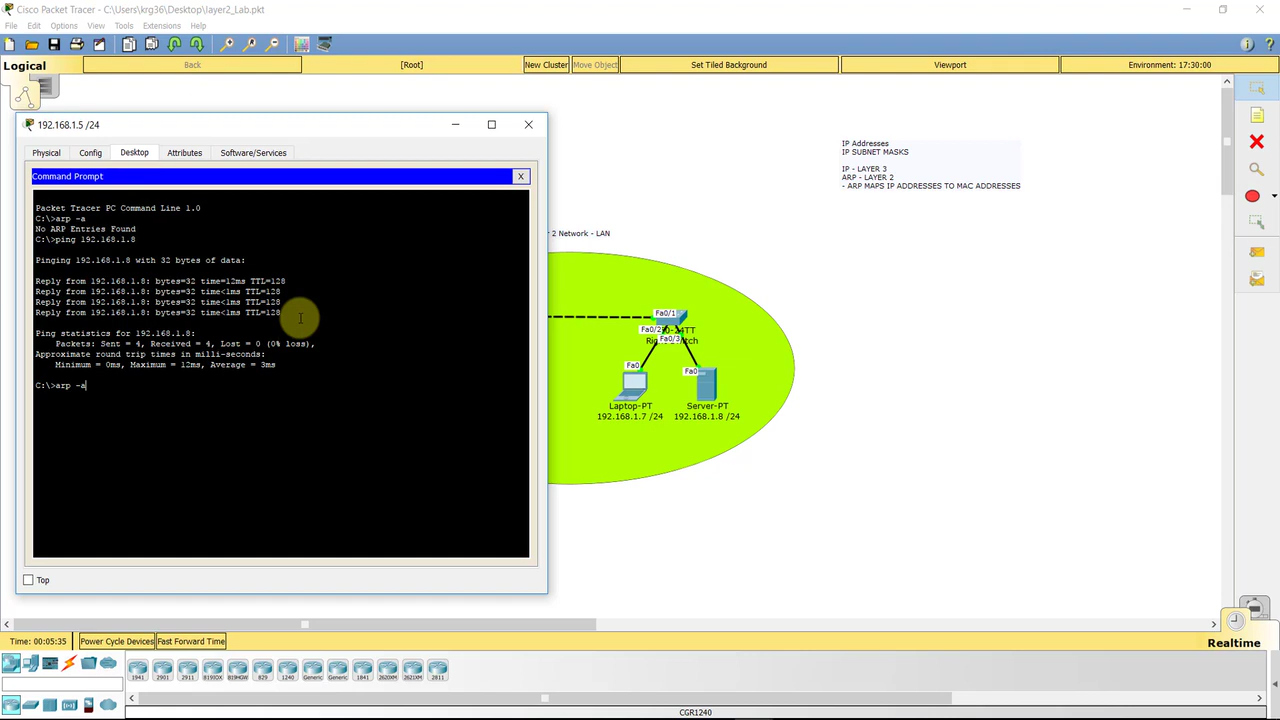 Cisco Packet Tracer - C:\Users\krg36\Desktop\layer2_Lab.pkt
File Edit Options View Tools Extensions Help
Logical
Back
[Root]
New Cluster
Move Object
Set Tiled Background
Viewport
Environment: 17:30:00
192.168.1.5 /24
Physical Config Desktop Attributes Software/Services
Command Prompt
X
Packet Tracer PC Command Line 1.0
C:\>arp -a
No ARP Entries Found
C:\>ping 192.168.1.8
Pinging 192.168.1.8 with 32 bytes of data:
Reply from 192.168.1.8: bytes=32 time=12ms TTL=128
Reply from 192.168.1.8: bytes=32 time<1ms TTL=128
Reply from 192.168.1.8: bytes=32 time<1ms TTL=128
Reply from 192.168.1.8: bytes=32 time<1ms TTL=128
Ping statistics for 192.168.1.8:
Packets: Sent = 4, Received = 4, Lost = 0 (0% loss),
Approximate round trip times in milli-seconds:
Minimum = 0ms, Maximum = 12ms, Average = 3ms
C:\>arp -a
Top
IP Addresses
IP SUBNET MASKS
IP - LAYER 3
ARP - LAYER 2
- ARP MAPS IP ADDRESSES TO MAC ADDRESSES
2 Network - LAN
Fa0/1
Fa0/2
Fa0/3
Fa0
Fa0
Laptop-PT
192.168.1.7 /24
Server-PT
192.168.1.8 /24
Time: 00:05:35
Power Cycle Devices
Fast Forward Time
Realtime
1941 2901 2911 819IOX 819HGW 829 1240 Generic Generic 1841 2620XM 2621XM 2811
CGR1240